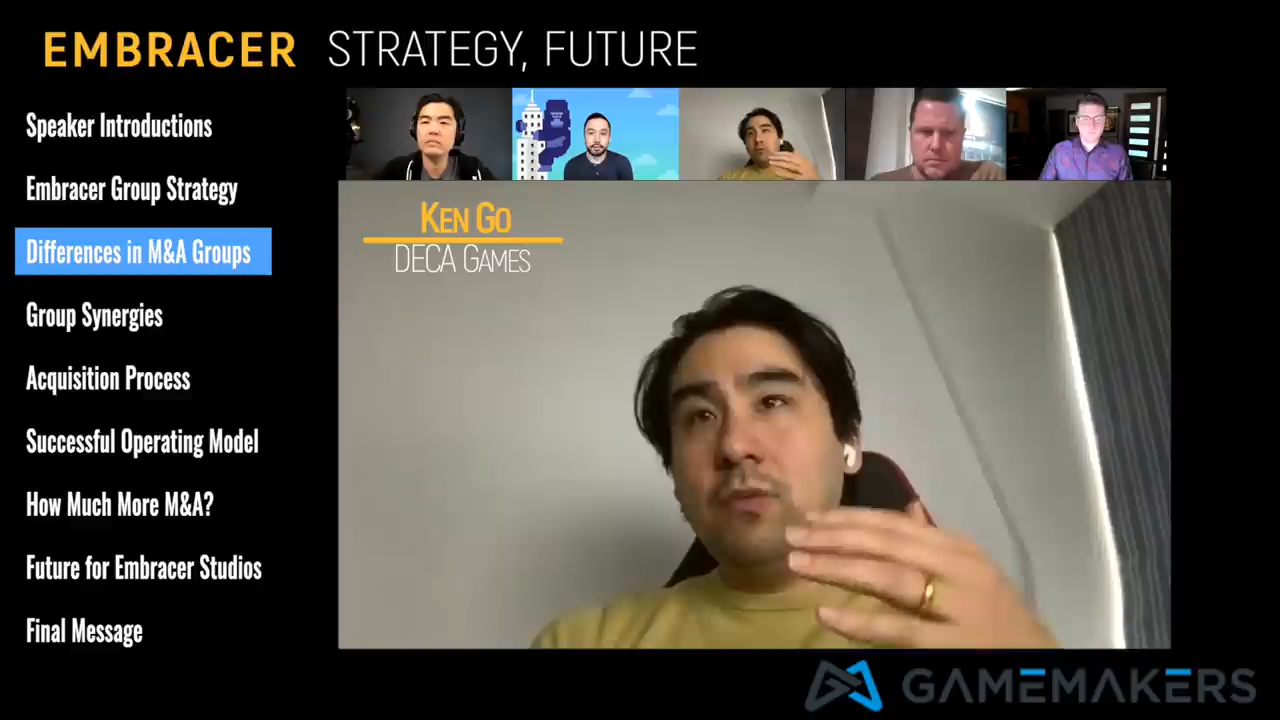 EMBRACER STRATEGY, FUTURE
Speaker Introductions
Embracer Group Strategy
Differences in M&A Groups
Group Synergies
Acquisition Process
Successful Operating Model
How Much More M&A?
Future for Embracer Studios
Final Message
KEN GO
DECA GAMES
GAMEMAKERS